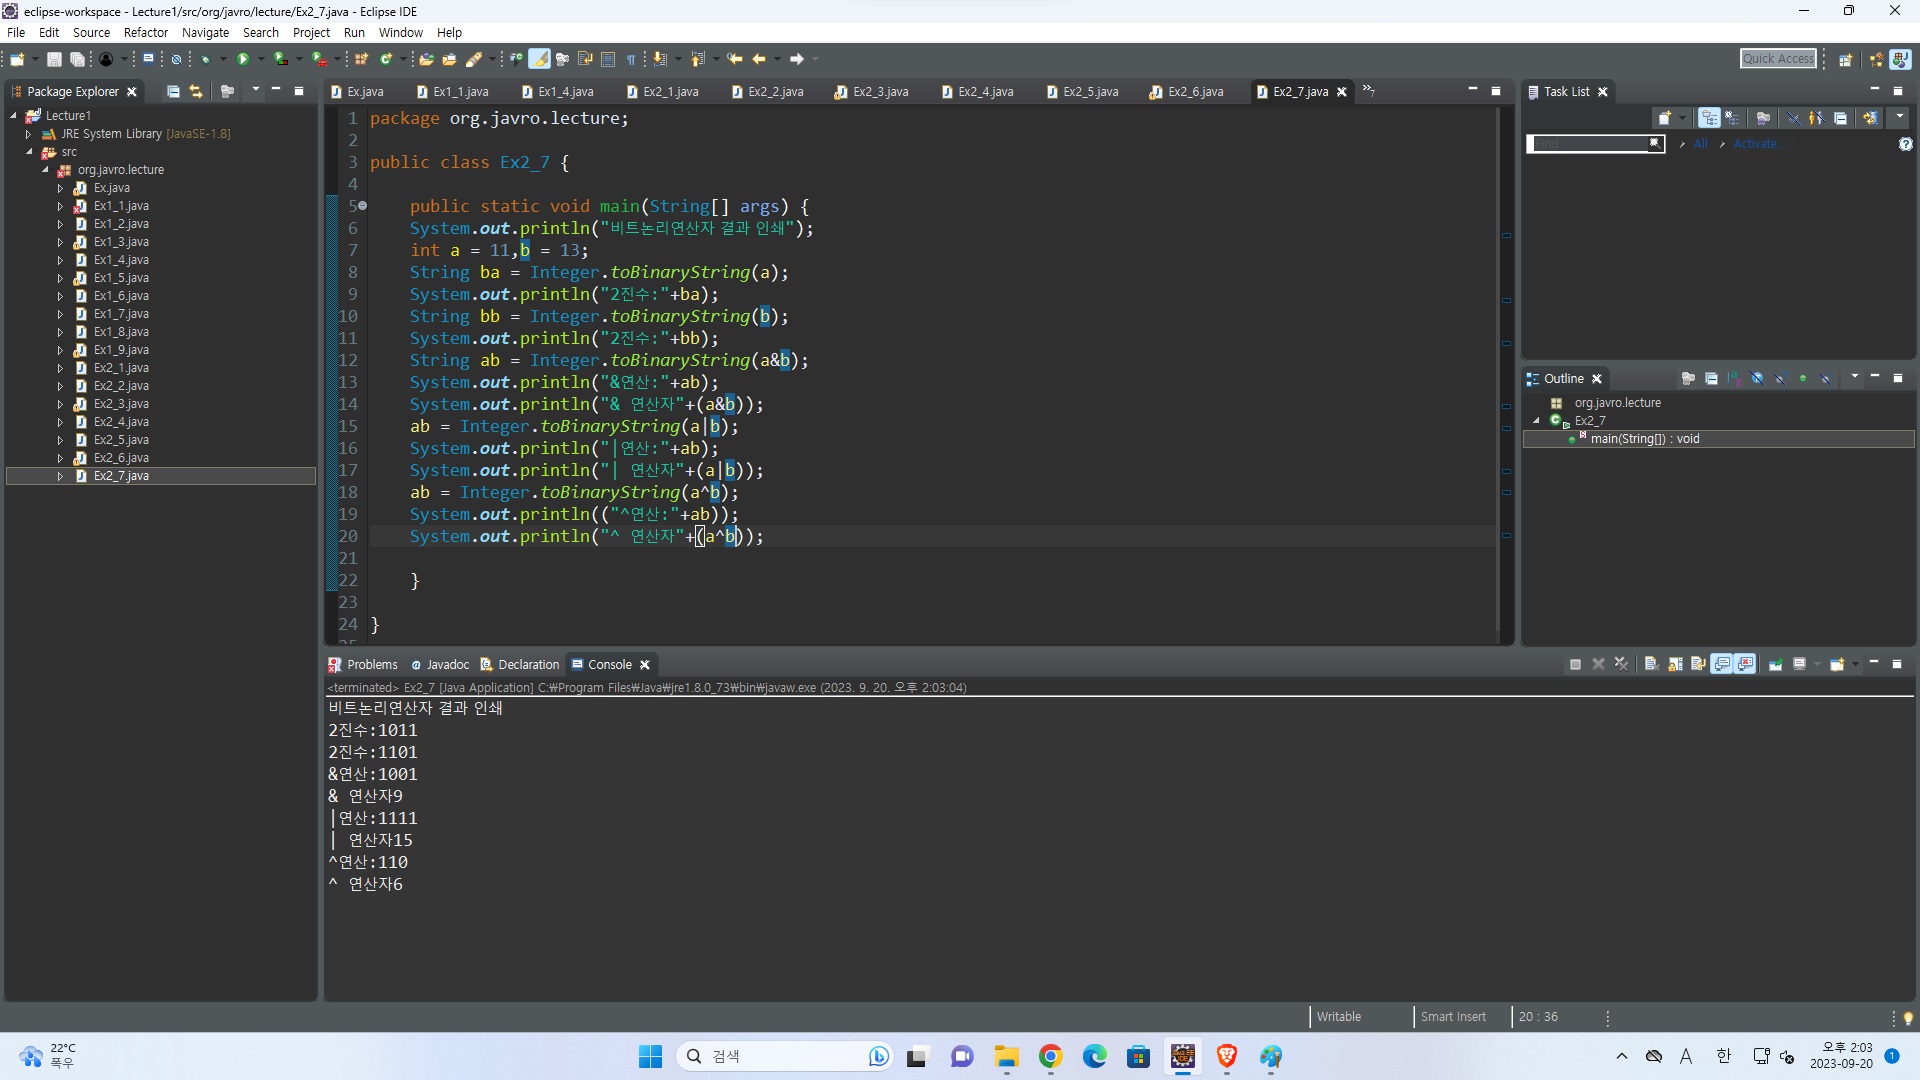 eclipse-workspace - Lecture1/src/org/javro/lecture/Ex2_7.java - Eclipse IDE
File Edit Source Refactor Navigate Search Project Run Window Help
Quick Access
Package Explorer
Lecture1
JRE System Library [JavaSE-1.8]
src
org.javro.lecture
Ex.java
Ex1_1.java
Ex1_2.java
Ex1_3.java
Ex1_4.java
Ex1_5.java
Ex1_6.java
Ex1_7.java
Ex1_8.java
Ex1_9.java
Ex2_1.java
Ex2_2.java
Ex2_3.java
Ex2_4.java
Ex2_5.java
Ex2_6.java
Ex2_7.java
Ex.java Ex1_1.java Ex1_4.java Ex2_1.java Ex2_2.java Ex2_3.java Ex2_4.java Ex2_5.java Ex2_6.java Ex2_7.java »7
1 package org.javro.lecture;
2
3 public class Ex2_7 {
4
5 public static void main(String[] args) {
6 System.out.println("비트논리연산자 결과 인쇄");
7 int a = 11,b = 13;
8 String ba = Integer.toBinaryString(a);
9 System.out.println("2진수:"+ba);
10 String bb = Integer.toBinaryString(b);
11 System.out.println("2진수:"+bb);
12 String ab = Integer.toBinaryString(a&b);
13 System.out.println("&연산:"+ab);
14 System.out.println("& 연산자"+(a&b));
15 ab = Integer.toBinaryString(a|b);
16 System.out.println("|연산:"+ab);
17 System.out.println("| 연산자"+(a|b));
18 ab = Integer.toBinaryString(a^b);
19 System.out.println(("^연산:"+ab));
20 System.out.println("^ 연산자"+(a^b));
21
22 }
23
24 }
Task List
Find All Activate...
Outline
org.javro.lecture
Ex2_7
main(String[]) : void
Problems @ Javadoc Declaration Console
<terminated> Ex2_7 [Java Application] C:₩Program Files₩Java₩jre1.8.0_73₩bin₩javaw.exe (2023. 9. 20. 오후 2:03:04)
비트논리연산자 결과 인쇄
2진수:1011
2진수:1101
&연산:1001
& 연산자9
|연산:1111
| 연산자15
^연산:110
^ 연산자6
Writable Smart Insert 20 : 36
22°C
폭우
검색
A 한
오후 2:03
2023-09-20
1